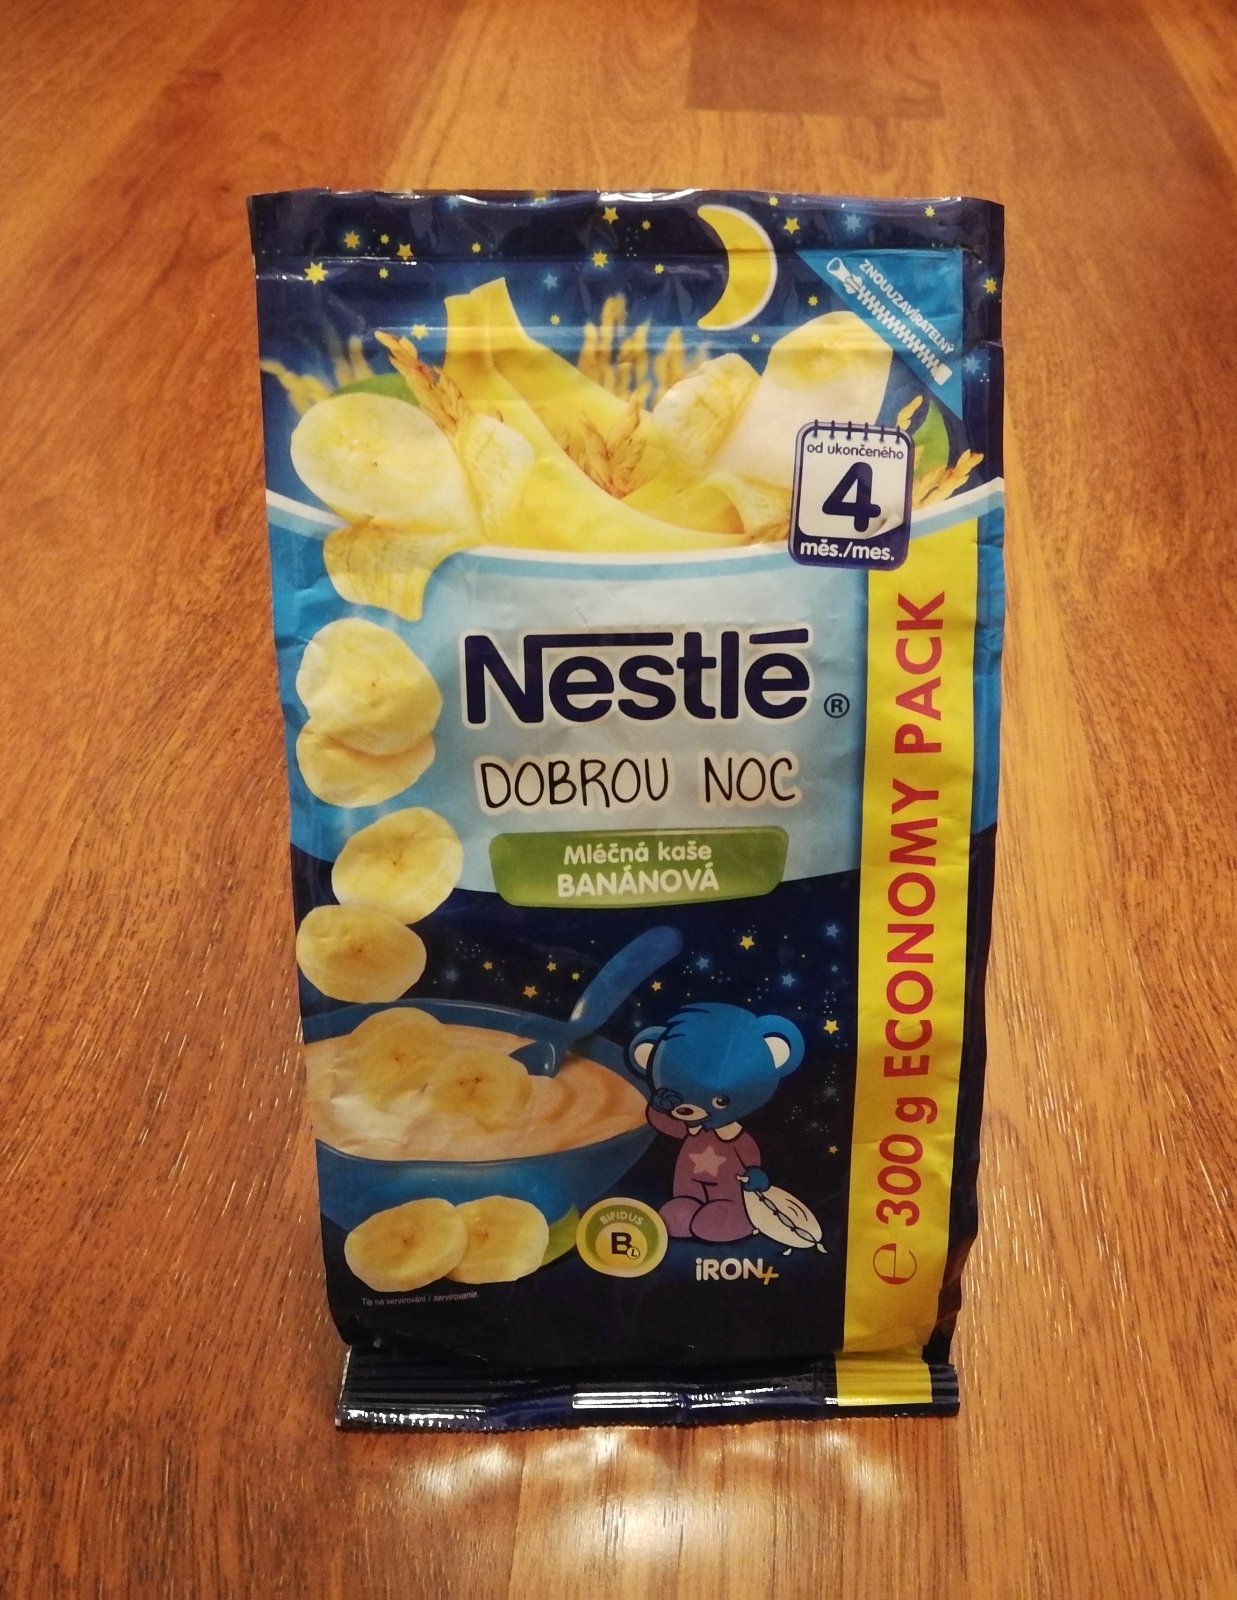 ZNOUUZAVÍRATELNÝ
od ukončeného
4
měs./mes.
Nestlé ®
DOBROU NOC
Mléčná kaše
BANÁNOVÁ
300 g ECONOMY PACK
BIFIDUS
BL
iRON+
Tip na servírování / servírovanie.